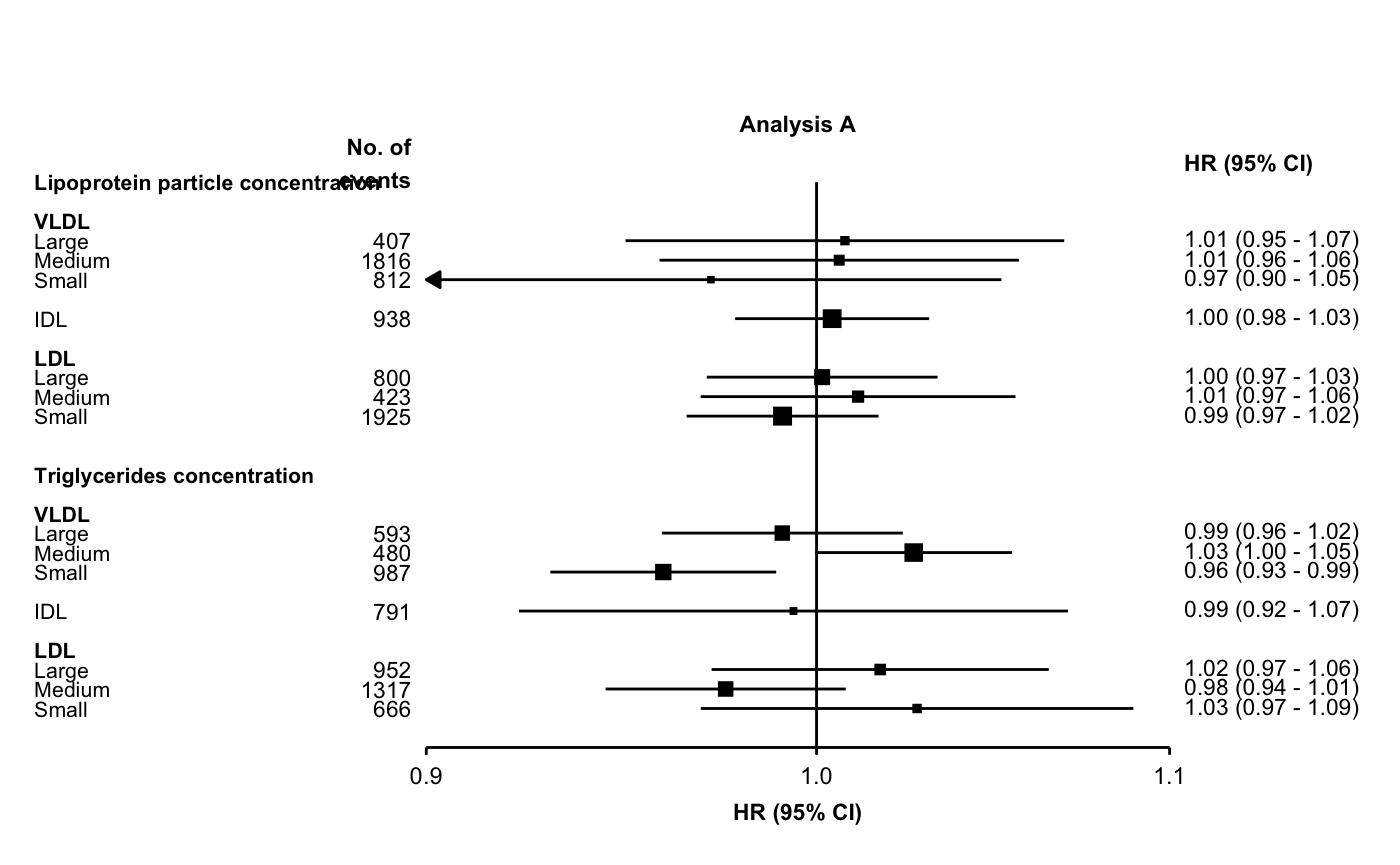 Analysis A
No. of
events
HR (95% CI)
Lipoprotein particle concentration
VLDL
Large 407 1.01 (0.95 - 1.07)
Medium 1816 1.01 (0.96 - 1.06)
Small 812 0.97 (0.90 - 1.05)
IDL 938 1.00 (0.98 - 1.03)
LDL
Large 800 1.00 (0.97 - 1.03)
Medium 423 1.01 (0.97 - 1.06)
Small 1925 0.99 (0.97 - 1.02)
Triglycerides concentration
VLDL
Large 593 0.99 (0.96 - 1.02)
Medium 480 1.03 (1.00 - 1.05)
Small 987 0.96 (0.93 - 0.99)
IDL 791 0.99 (0.92 - 1.07)
LDL
Large 952 1.02 (0.97 - 1.06)
Medium 1317 0.98 (0.94 - 1.01)
Small 666 1.03 (0.97 - 1.09)
0.9 1.0 1.1
HR (95% CI)